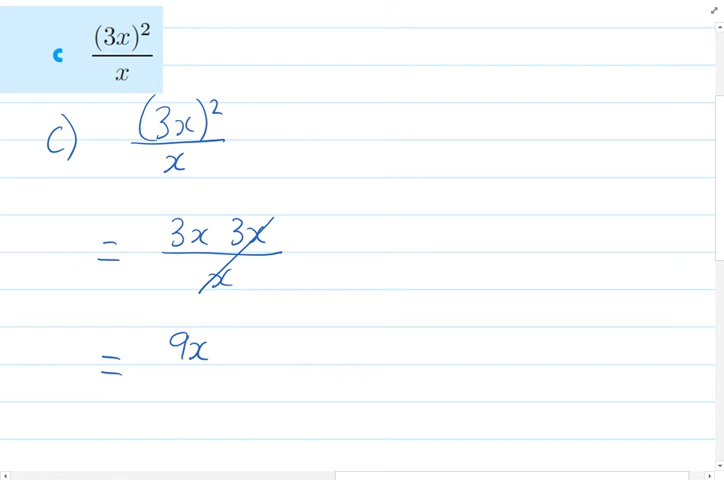 c (3x)²/x
c) (3x)²/x
= 3x 3x/x
= 9x